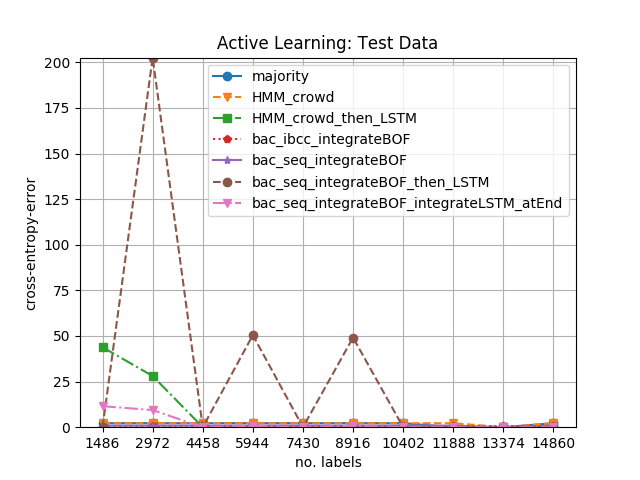 Active Learning: Test Data
cross-entropy-error
200
175
150
125
100
75
50
25
0
majority
HMM_crowd
HMM_crowd_then_LSTM
bac_ibcc_integrateBOF
bac_seq_integrateBOF
bac_seq_integrateBOF_then_LSTM
bac_seq_integrateBOF_integrateLSTM_atEnd
1486 2972 4458 5944 7430 8916 10402 11888 13374 14860
no. labels